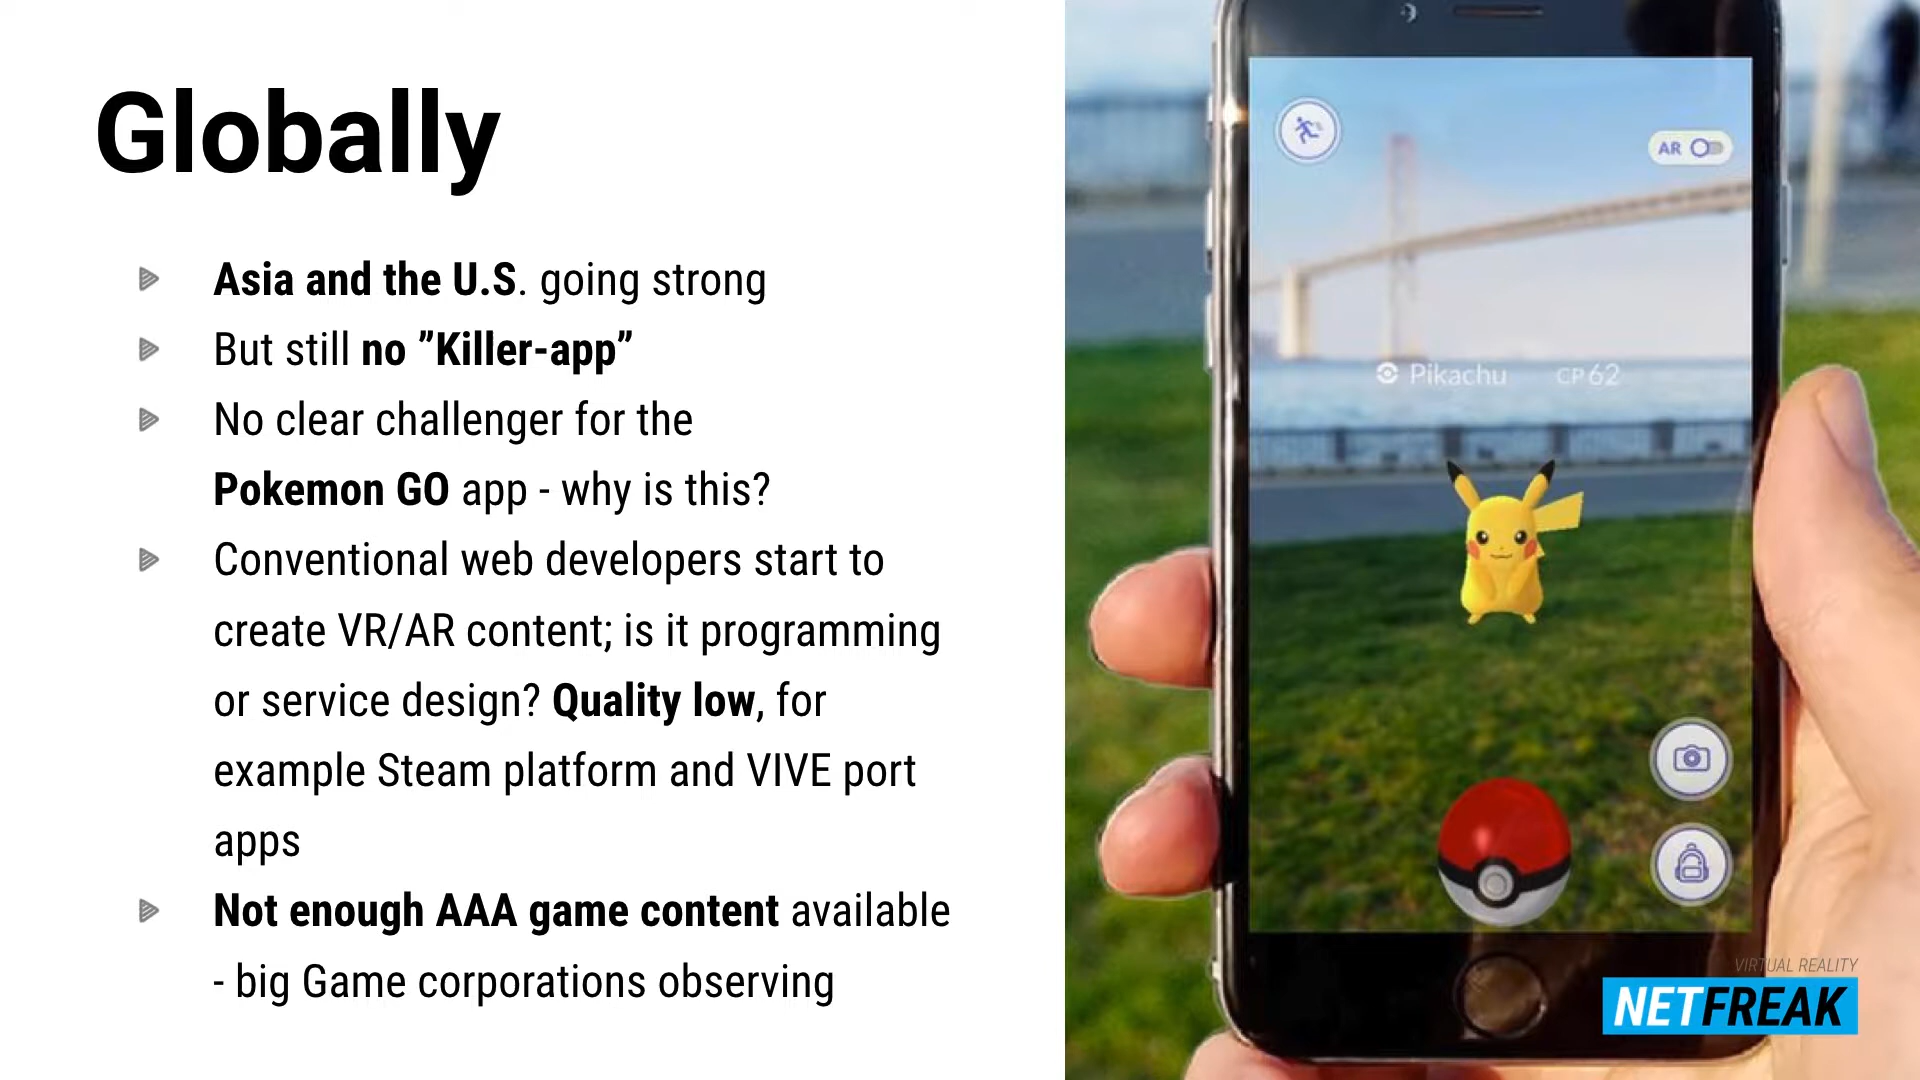 Globally
Asia and the U.S. going strong
But still no ”Killer-app”
No clear challenger for the
Pokemon GO app - why is this?
Conventional web developers start to
create VR/AR content; is it programming
or service design? Quality low, for
example Steam platform and VIVE port
apps
Not enough AAA game content available
- big Game corporations observing
AR
Pikachu CP62
VIRTUAL REALITY
NETFREAK